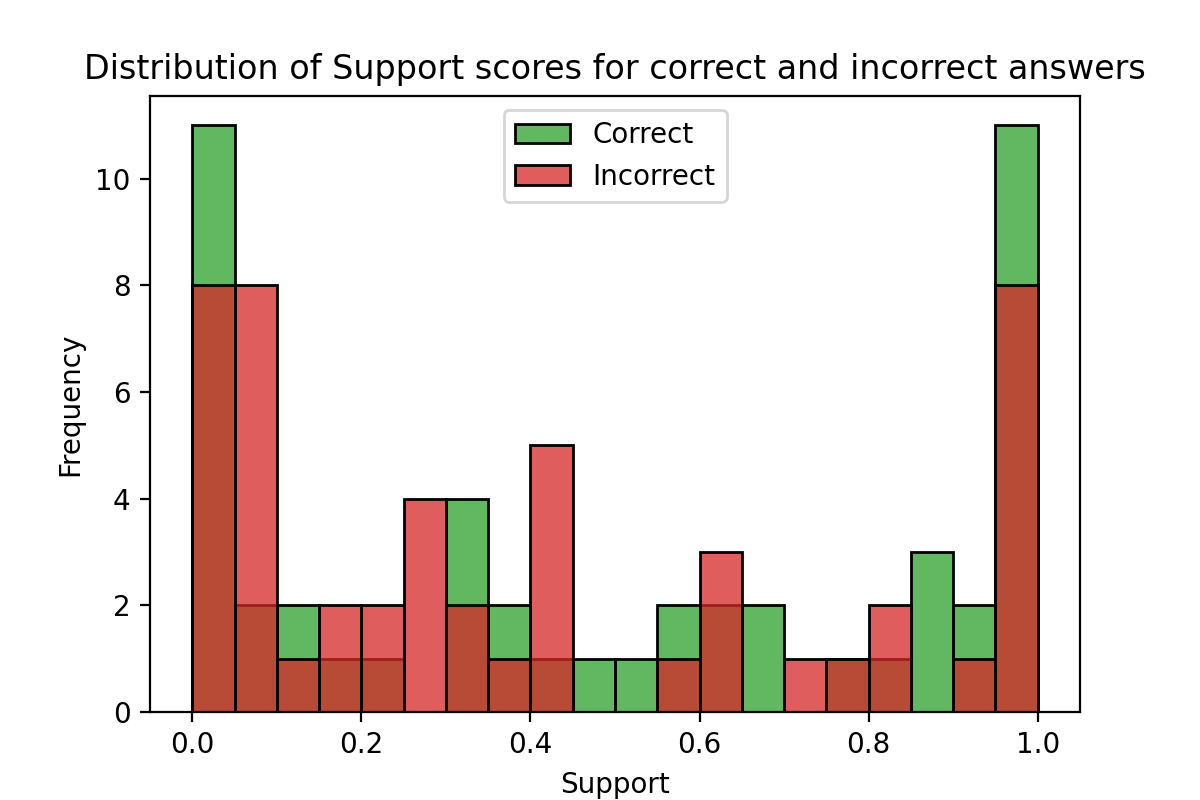 Distribution of Support scores for correct and incorrect answers
Correct
Incorrect
10
8
6
4
2
0
Frequency
0.0 0.2 0.4 0.6 0.8 1.0
Support